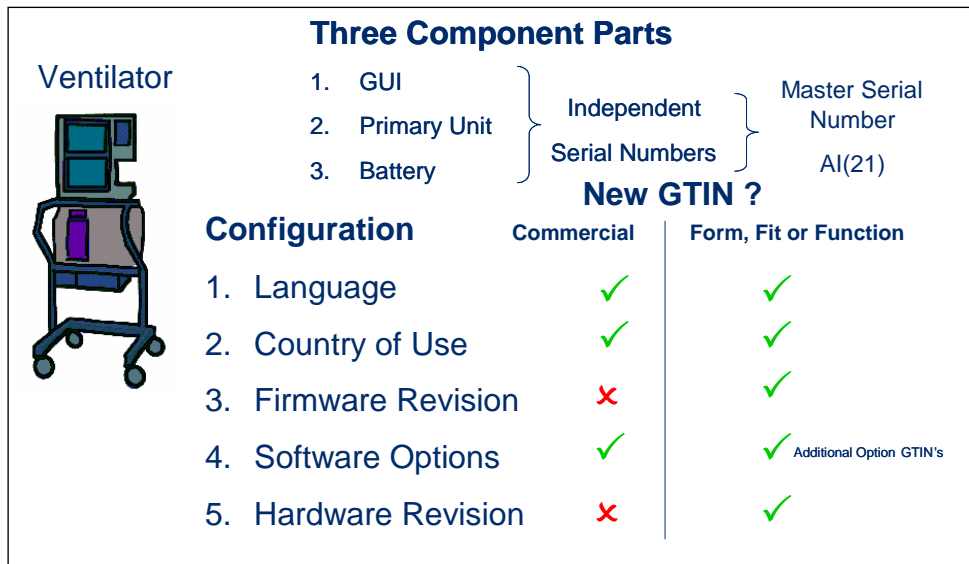 Three Component Parts
Ventilator
1. GUI
2. Primary Unit
3. Battery
Independent
Serial Numbers
Master Serial
Number
AI(21)
New GTIN ?
Configuration
Commercial
Form, Fit or Function
1. Language ✓ ✓
2. Country of Use ✓ ✓
3. Firmware Revision ✗ ✓
4. Software Options ✓ ✓ Additional Option GTIN's
5. Hardware Revision ✗ ✓